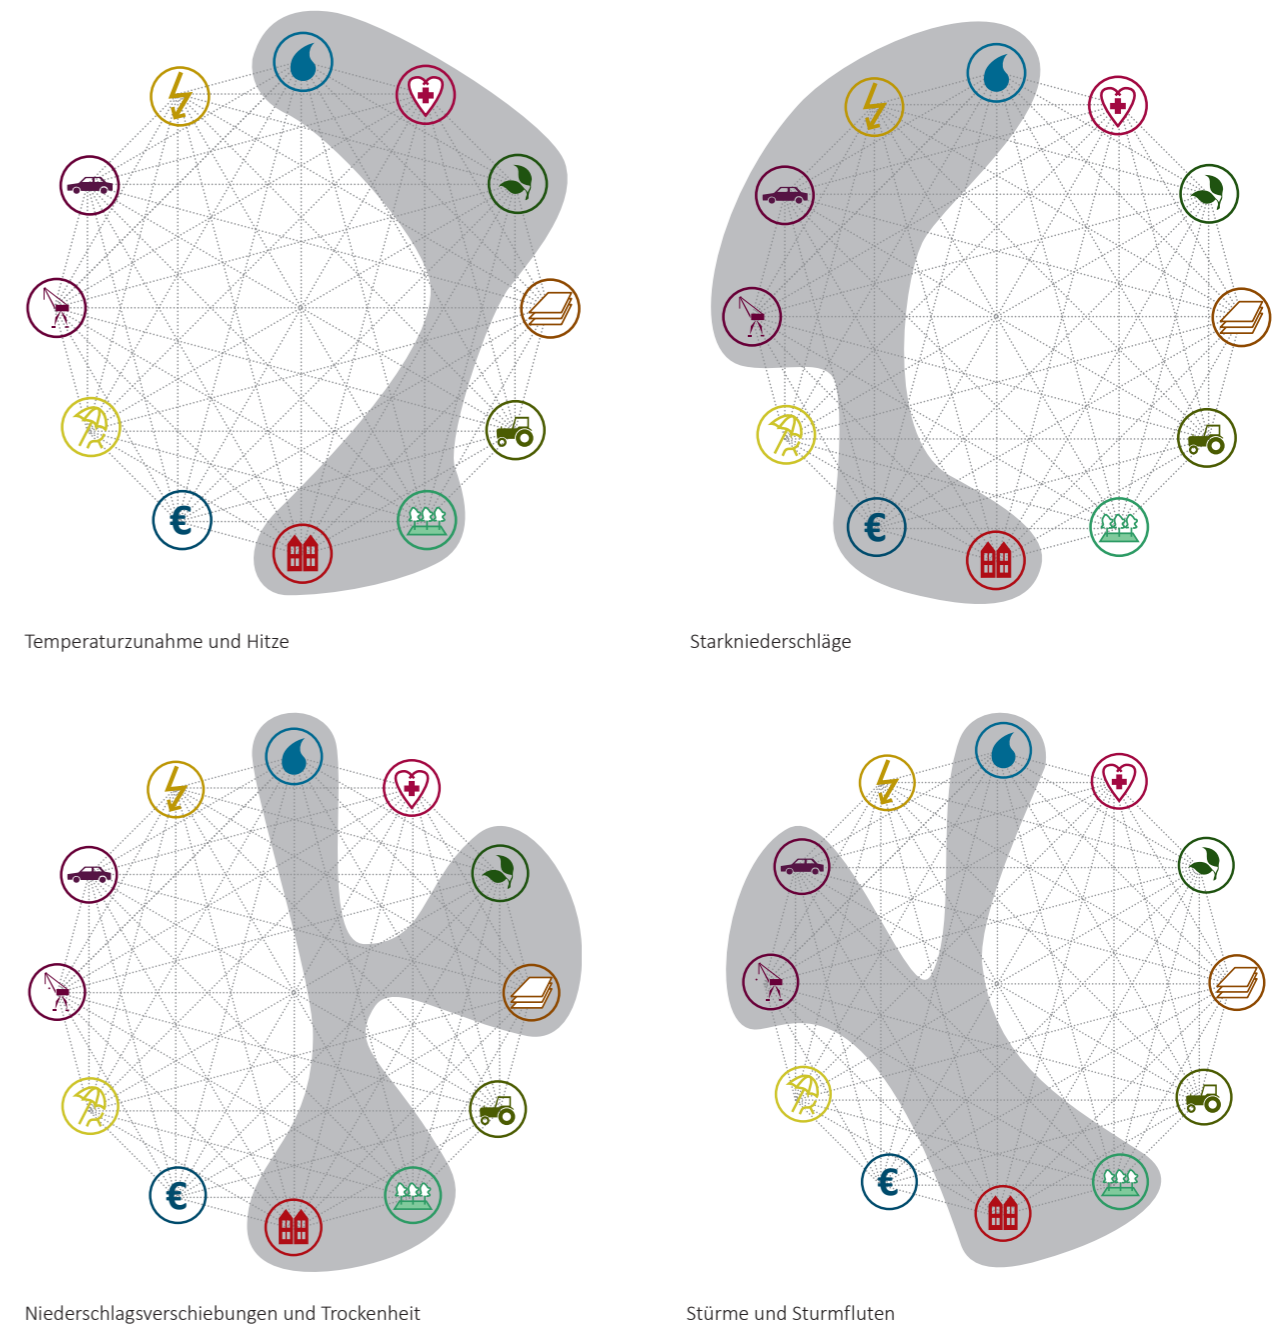 €
€
Temperaturzunahme und Hitze
Starkniederschläge
€
€
Niederschlagsverschiebungen und Trockenheit
Stürme und Sturmfluten